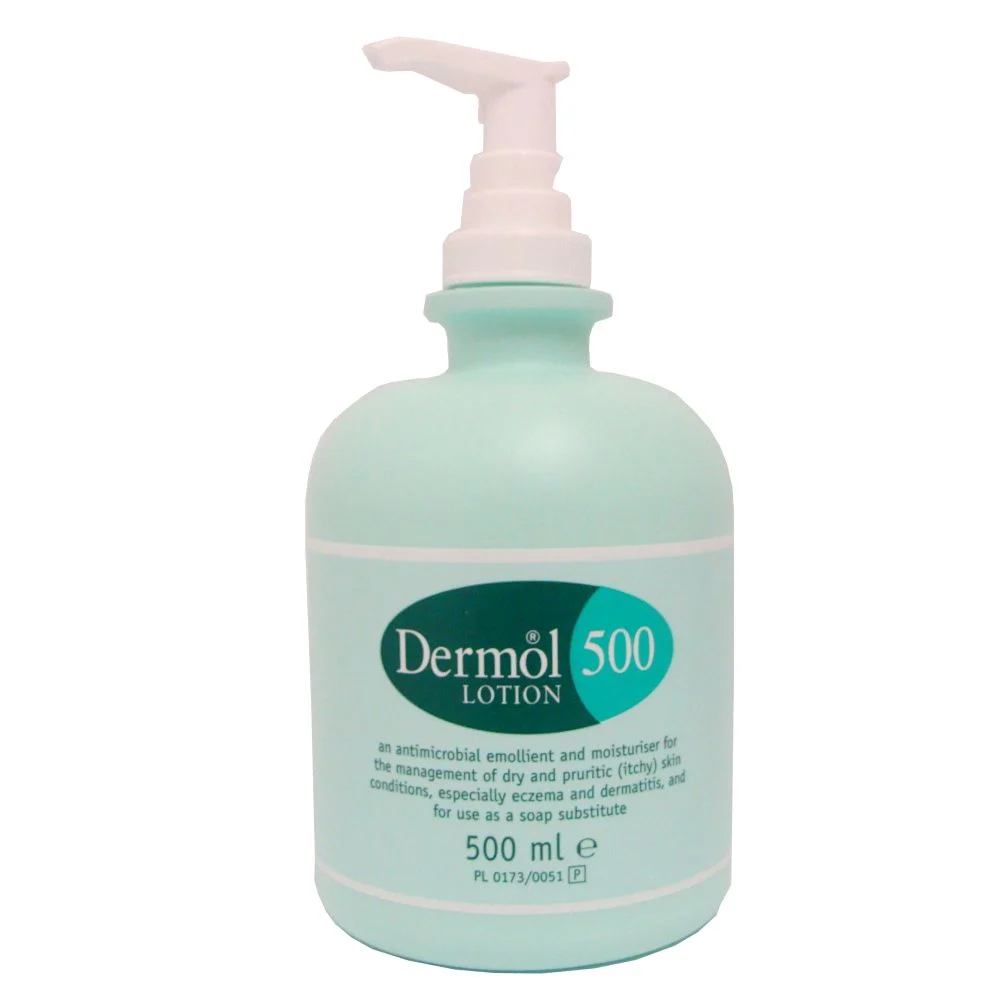 Dermol® 500
LOTION
an antimicrobial emollient and moisturiser for
the management of dry and pruritic (itchy) skin
conditions, especially eczema and dermatitis, and
for use as a soap substitute
500 ml ℮
PL 0173/0051 P